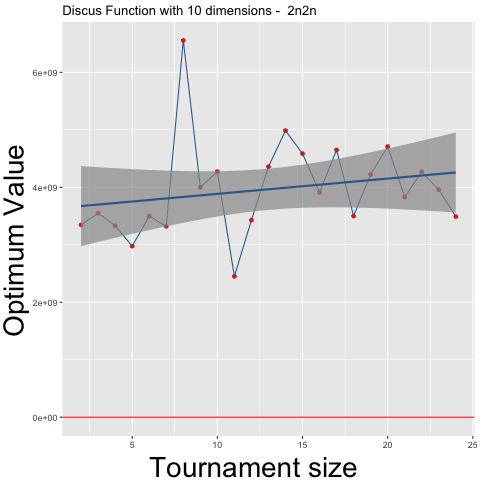 Discus Function with 10 dimensions - 2n2n
Optimum Value
6e+09
4e+09
2e+09
0e+00
5 10 15 20 25
Tournament size